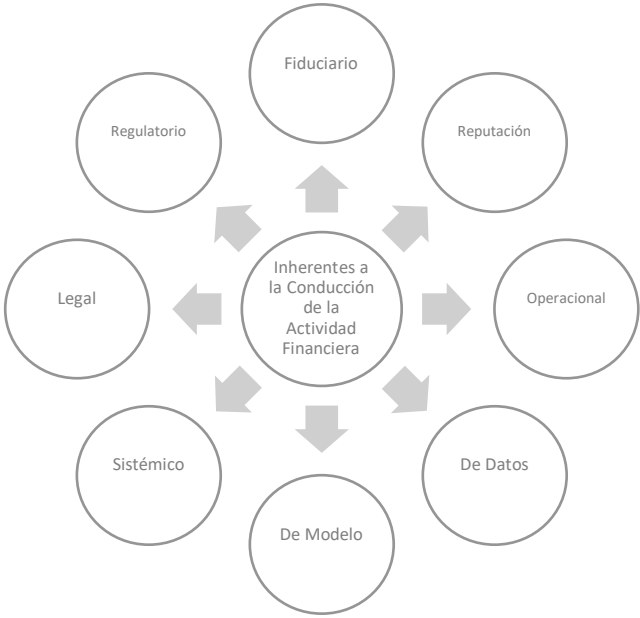 Fiduciario
Regulatorio
Reputación
Inherentes a
la Conducción
de la
Actividad
Financiera
Legal
Operacional
Sistémico
De Datos
De Modelo